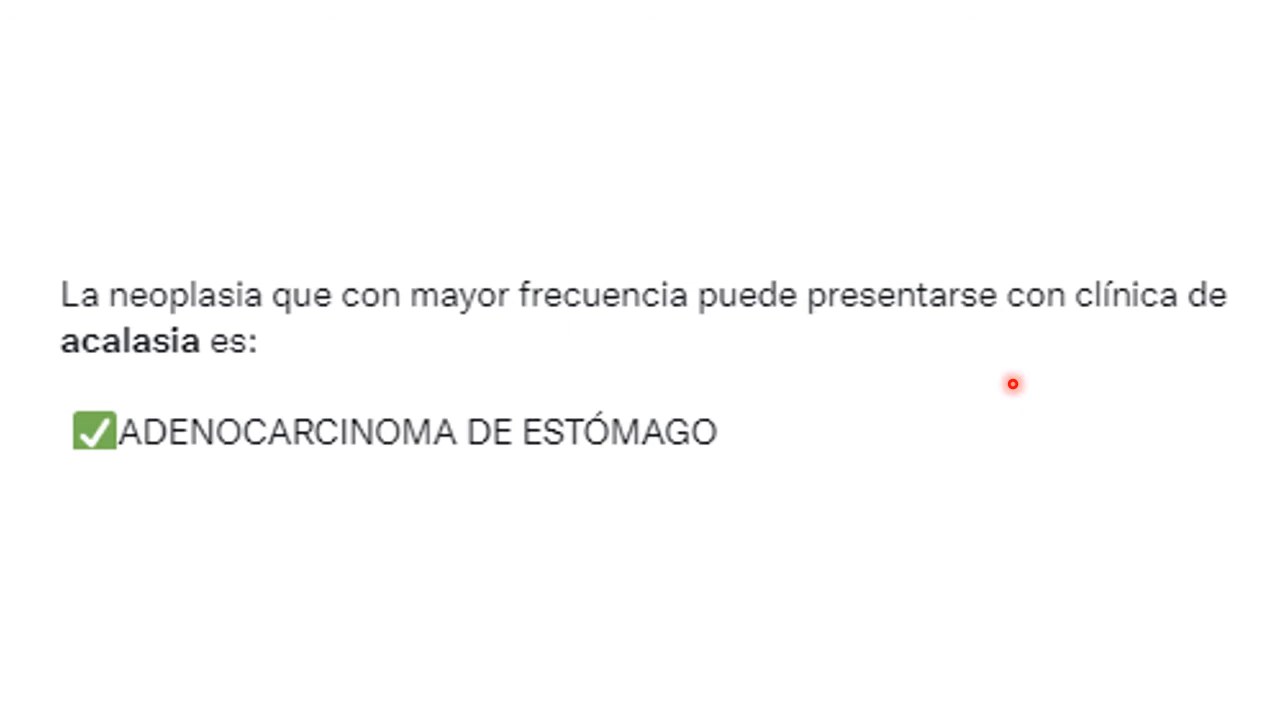 La neoplasia que con mayor frecuencia puede presentarse con clínica de
acalasia es:
✅ADENOCARCINOMA DE ESTÓMAGO